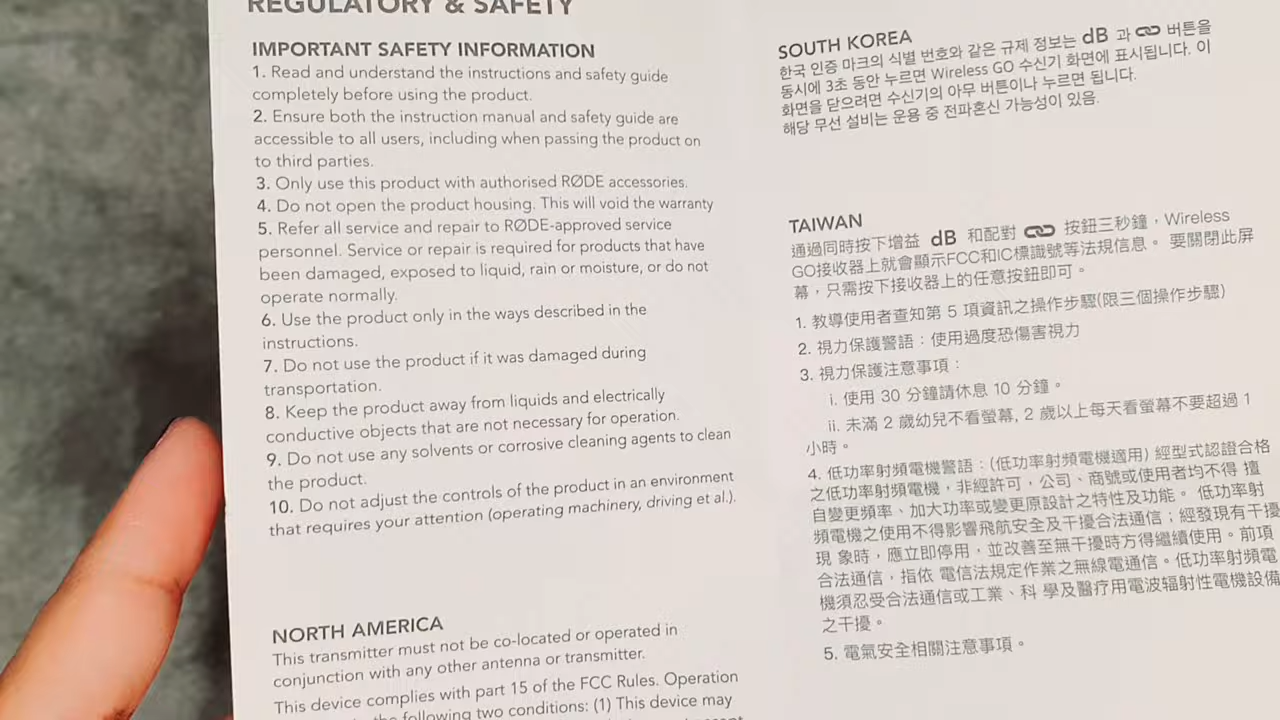 REGULATORY & SAFETY
IMPORTANT SAFETY INFORMATION
1. Read and understand the instructions and safety guide
completely before using the product.
2. Ensure both the instruction manual and safety guide are
accessible to all users, including when passing the product on
to third parties.
3. Only use this product with authorised RØDE accessories.
4. Do not open the product housing. This will void the warranty
5. Refer all service and repair to RØDE-approved service
personnel. Service or repair is required for products that have
been damaged, exposed to liquid, rain or moisture, or do not
operate normally.
6. Use the product only in the ways described in the
instructions.
7. Do not use the product if it was damaged during
transportation.
8. Keep the product away from liquids and electrically
conductive objects that are not necessary for operation.
9. Do not use any solvents or corrosive cleaning agents to clean
the product.
10. Do not adjust the controls of the product in an environment
that requires your attention (operating machinery, driving et al.).
NORTH AMERICA
This transmitter must not be co-located or operated in
conjunction with any other antenna or transmitter.
This device complies with part 15 of the FCC Rules. Operation
the following two conditions: (1) This device may
SOUTH KOREA
한국 인증 마크의 식별 번호와 같은 규제 정보는 dB 과 버튼을
동시에 3초 동안 누르면 Wireless GO 수신기 화면에 표시됩니다. 이
화면을 닫으려면 수신기의 아무 버튼이나 누르면 됩니다.
해당 무선 설비는 운용 중 전파혼신 가능성이 있음.
TAIWAN
通過同時按下增益 dB 和配對 按鈕三秒鐘，Wireless
GO接收器上就會顯示FCC和IC標識號等法規信息。 要關閉此屏
幕，只需按下接收器上的任意按鈕即可。
1. 教導使用者查知第 5 項資訊之操作步驟(限三個操作步驟)
2. 視力保護警語：使用過度恐傷害視力
3. 視力保護注意事項：
i. 使用 30 分鐘請休息 10 分鐘。
ii. 未滿 2 歲幼兒不看螢幕, 2 歲以上每天看螢幕不要超過 1
小時。
4. 低功率射頻電機警語：(低功率射頻電機適用) 經型式認證合格
之低功率射頻電機，非經許可，公司、商號或使用者均不得 擅
自變更頻率、加大功率或變更原設計之特性及功能。 低功率射
頻電機之使用不得影響飛航安全及干擾合法通信；經發現有干擾
現 象時，應立即停用，並改善至無干擾時方得繼續使用。前項
合法通信，指依 電信法規定作業之無線電通信。低功率射頻電
機須忍受合法通信或工業、科 學及醫疗用電波辐射性電機設備
之干擾。
5. 電氣安全相關注意事項。